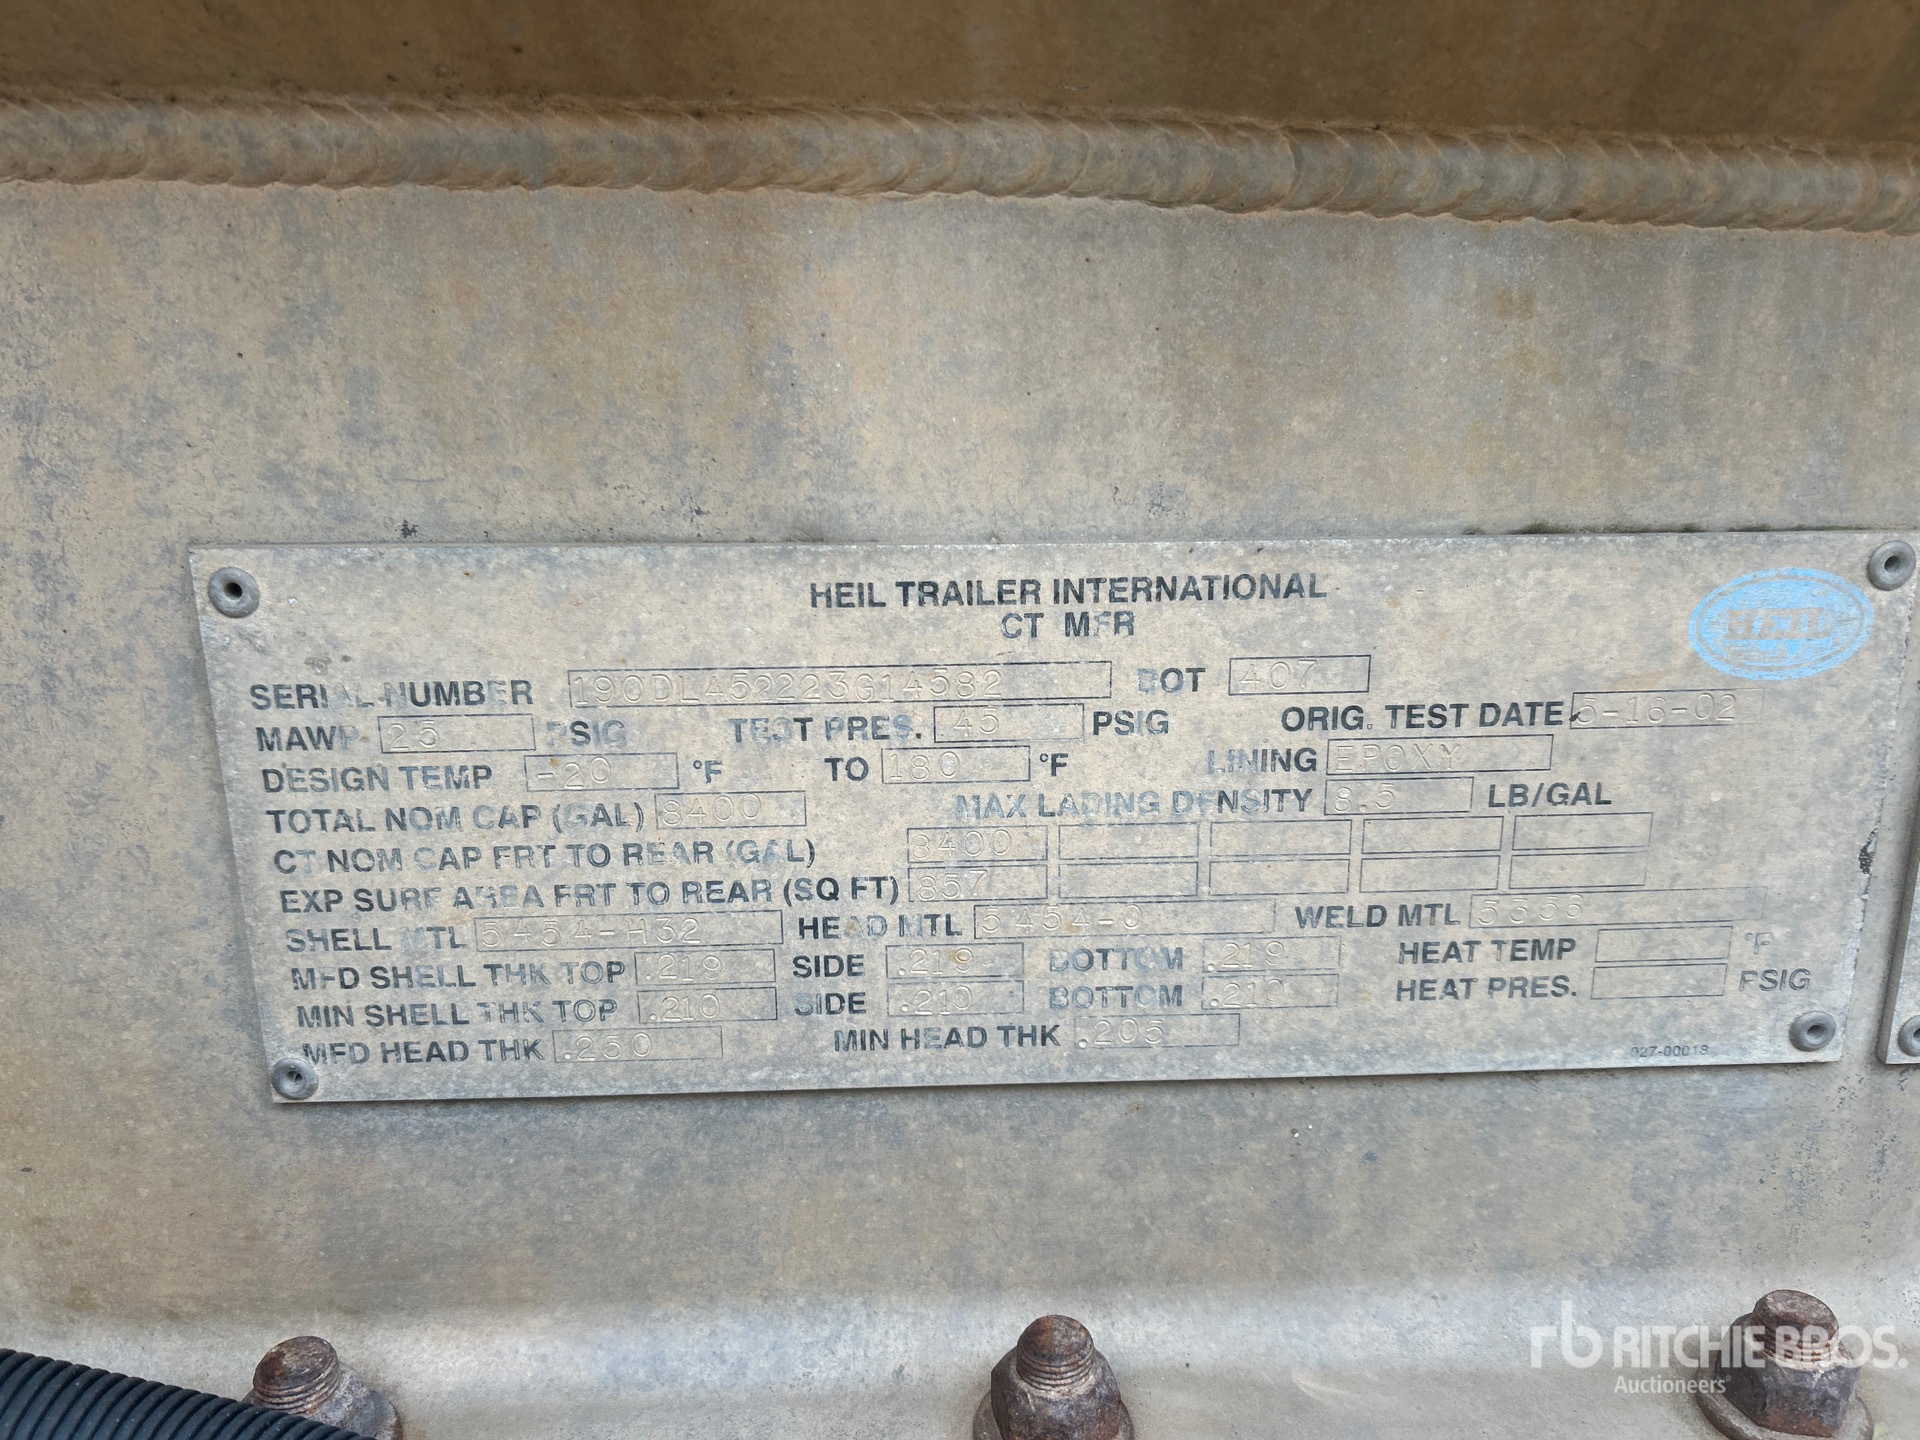 HEIL TRAILER INTERNATIONAL
CT MFR
HEIL
SERIAL NUMBER 190DL452223G14582 DOT 407
MAWP 25 PSIG TEST PRES. 45 PSIG ORIG. TEST DATE 5-16-02
DESIGN TEMP -20 °F TO 180 °F LINING EPOXY
TOTAL NOM CAP (GAL) 8400 MAX LADING DENSITY 8.5 LB/GAL
CT NOM CAP FRT TO REAR (GAL) 8400
EXP SURF AREA FRT TO REAR (SQ FT) 857
SHELL MTL 5454-H32 HEAD MTL 5454-0 WELD MTL 5356
MFD SHELL THK TOP .219 SIDE .219 BOTTOM .219 HEAT TEMP °F
MIN SHELL THK TOP .210 SIDE .210 BOTTOM .210 HEAT PRES. PSIG
MFD HEAD THK .250 MIN HEAD THK .205
027-00018
rb RITCHIE BROS.
Auctioneers